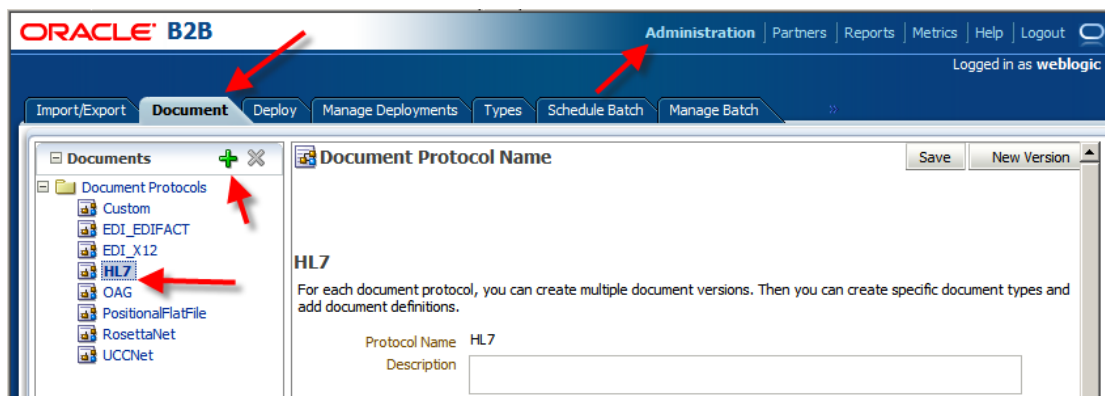 ORACLE B2B
Administration | Partners | Reports | Metrics | Help | Logout
Logged in as weblogic
Import/Export Document Deploy Manage Deployments Types Schedule Batch Manage Batch »
Documents
Document Protocols
Custom
EDI_EDIFACT
EDI_X12
HL7
OAG
PositionalFlatFile
RosettaNet
UCCNet
Document Protocol Name
Save New Version
HL7
For each document protocol, you can create multiple document versions. Then you can create specific document types and
add document definitions.
Protocol Name HL7
Description